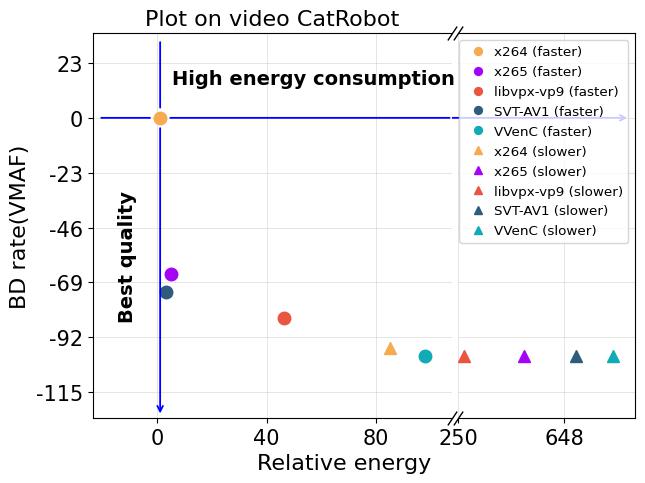 Plot on video CatRobot
23
0
-23
-46
-69
-92
-115
BD rate(VMAF)
High energy consumption
Best quality
x264 (faster)
x265 (faster)
libvpx-vp9 (faster)
SVT-AV1 (faster)
VVenC (faster)
x264 (slower)
x265 (slower)
libvpx-vp9 (slower)
SVT-AV1 (slower)
VVenC (slower)
0 40 80 250 648
Relative energy